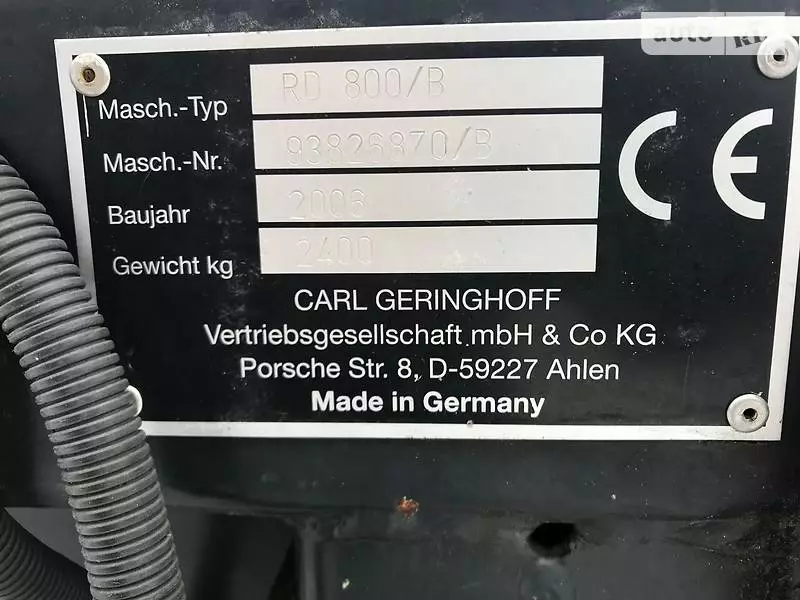 auto
Masch.-Typ RD 800/B
Masch.-Nr. 93826870/B
Baujahr 2006
Gewicht kg 2400
CE
CARL GERINGHOFF
Vertriebsgesellschaft mbH & Co KG
Porsche Str. 8, D-59227 Ahlen
Made in Germany